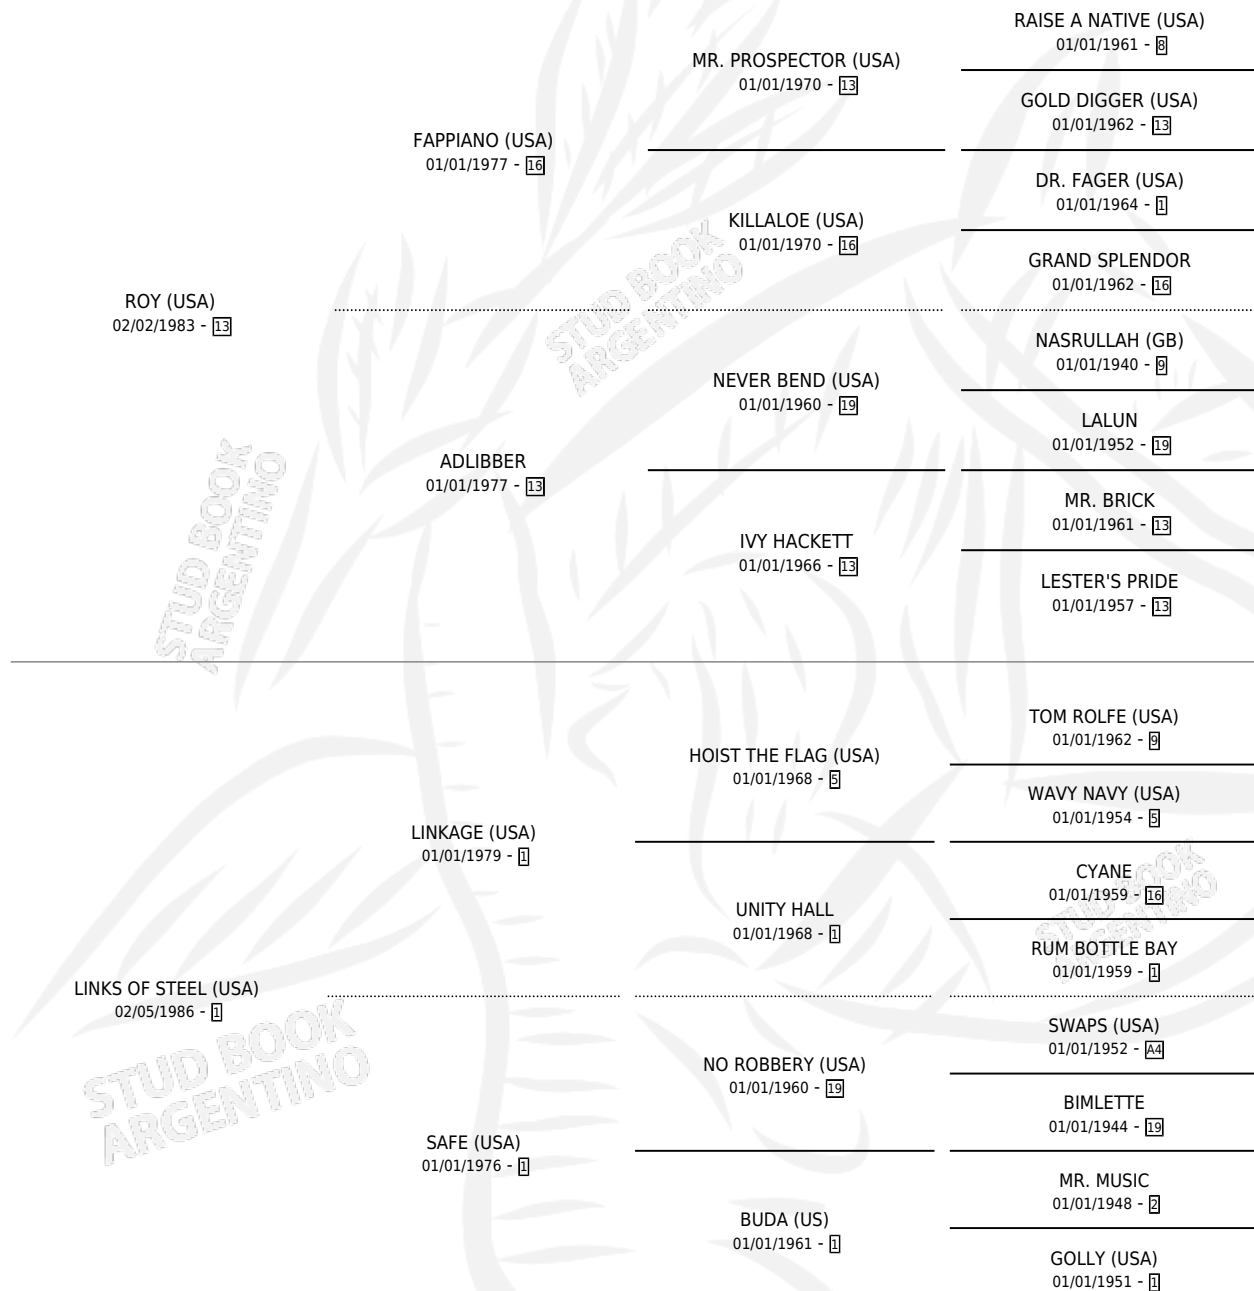 RAISE A NATIVE (USA)
01/01/1961 - 8
MR. PROSPECTOR (USA)
01/01/1970 - 13
GOLD DIGGER (USA)
01/01/1962 - 13
FAPPIANO (USA)
01/01/1977 - 16
DR. FAGER (USA)
01/01/1964 - 1
KILLALOE (USA)
01/01/1970 - 16
GRAND SPLENDOR
01/01/1962 - 16
ROY (USA)
02/02/1983 - 13
NASRULLAH (GB)
01/01/1940 - 9
NEVER BEND (USA)
01/01/1960 - 19
LALUN
01/01/1952 - 19
ADLIBBER
01/01/1977 - 13
MR. BRICK
01/01/1961 - 13
IVY HACKETT
01/01/1966 - 13
LESTER'S PRIDE
01/01/1957 - 13
TOM ROLFE (USA)
01/01/1962 - 9
HOIST THE FLAG (USA)
01/01/1968 - 5
WAVY NAVY (USA)
01/01/1954 - 5
LINKAGE (USA)
01/01/1979 - 1
CYANE
01/01/1959 - 16
UNITY HALL
01/01/1968 - 1
RUM BOTTLE BAY
01/01/1959 - 1
LINKS OF STEEL (USA)
02/05/1986 - 1
SWAPS (USA)
01/01/1952 - A4
NO ROBBERY (USA)
01/01/1960 - 19
BIMLETTE
01/01/1944 - 19
SAFE (USA)
01/01/1976 - 1
MR. MUSIC
01/01/1948 - 2
BUDA (US)
01/01/1961 - 1
GOLLY (USA)
01/01/1951 - 1
STUD BOOK
ARGENTINO
STUD BOOK
ARGENTINO
STUD BOOK
ARGENTINO
STUD BOOK
ARGENTINO